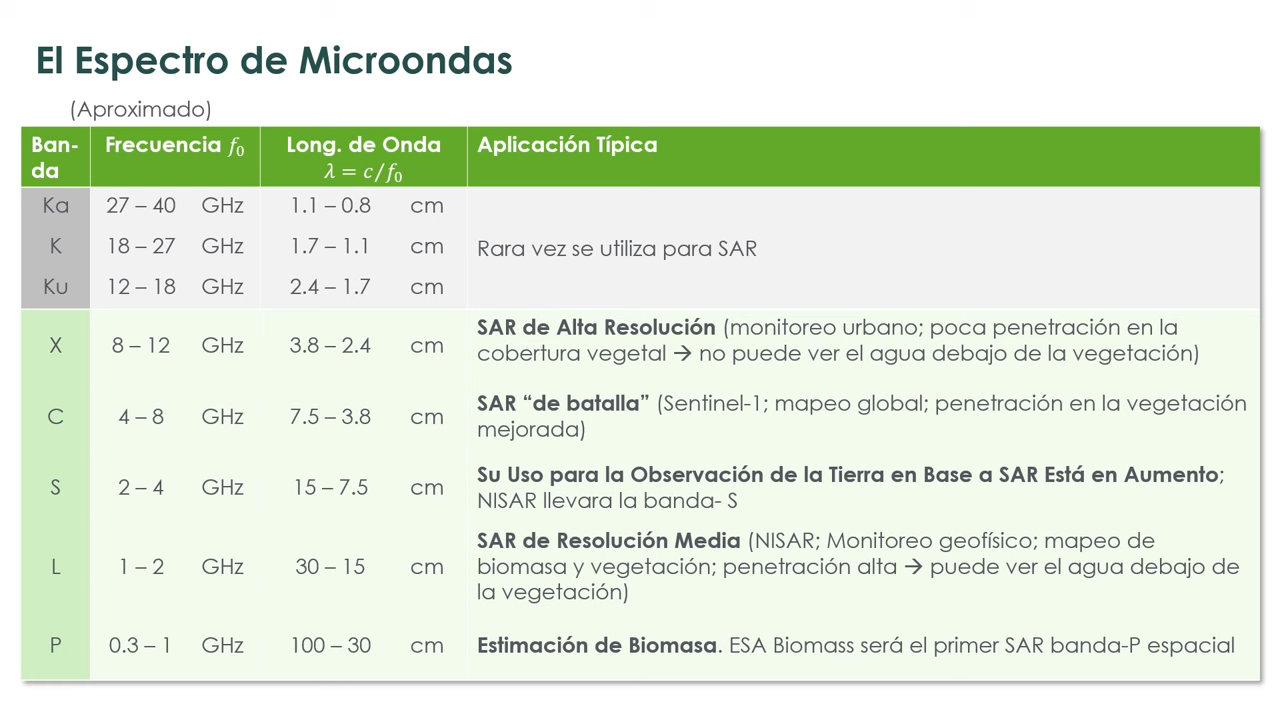 El Espectro de Microondas
(Aproximado)
Ban-
da
Frecuencia f₀
Long. de Onda
λ = c/f₀
Aplicación Típica
Ka 27 – 40 GHz 1.1 – 0.8 cm
K 18 – 27 GHz 1.7 – 1.1 cm
Ku 12 – 18 GHz 2.4 – 1.7 cm
Rara vez se utiliza para SAR
X 8 – 12 GHz 3.8 – 2.4 cm
SAR de Alta Resolución (monitoreo urbano; poca penetración en la
cobertura vegetal → no puede ver el agua debajo de la vegetación)
C 4 – 8 GHz 7.5 – 3.8 cm
SAR “de batalla” (Sentinel-1; mapeo global; penetración en la vegetación
mejorada)
S 2 – 4 GHz 15 – 7.5 cm
Su Uso para la Observación de la Tierra en Base a SAR Está en Aumento;
NISAR llevara la banda- S
L 1 – 2 GHz 30 – 15 cm
SAR de Resolución Media (NISAR; Monitoreo geofísico; mapeo de
biomasa y vegetación; penetración alta → puede ver el agua debajo de
la vegetación)
P 0.3 – 1 GHz 100 – 30 cm
Estimación de Biomasa. ESA Biomass será el primer SAR banda-P espacial